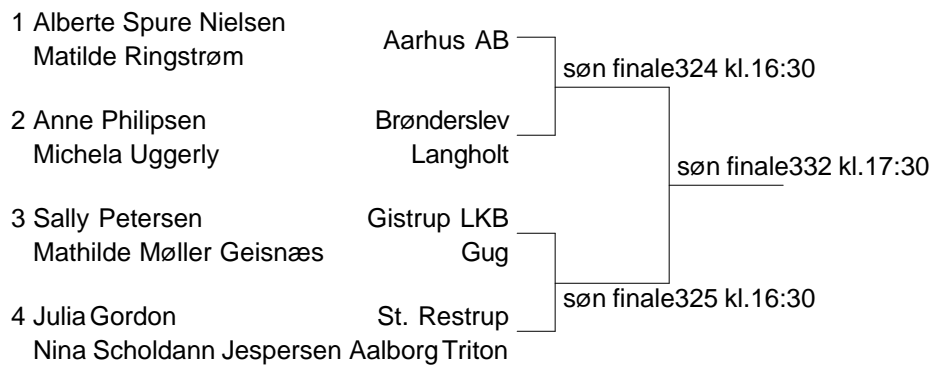 1 Alberte Spure Nielsen Aarhus AB
Matilde Ringstrøm
søn finale324 kl.16:30
2 Anne Philipsen Brønderslev
Michela Uggerly Langholt
søn finale332 kl.17:30
3 Sally Petersen Gistrup LKB
Mathilde Møller Geisnæs Gug
søn finale325 kl.16:30
4 Julia Gordon St. Restrup
Nina Scholdann Jespersen Aalborg Triton